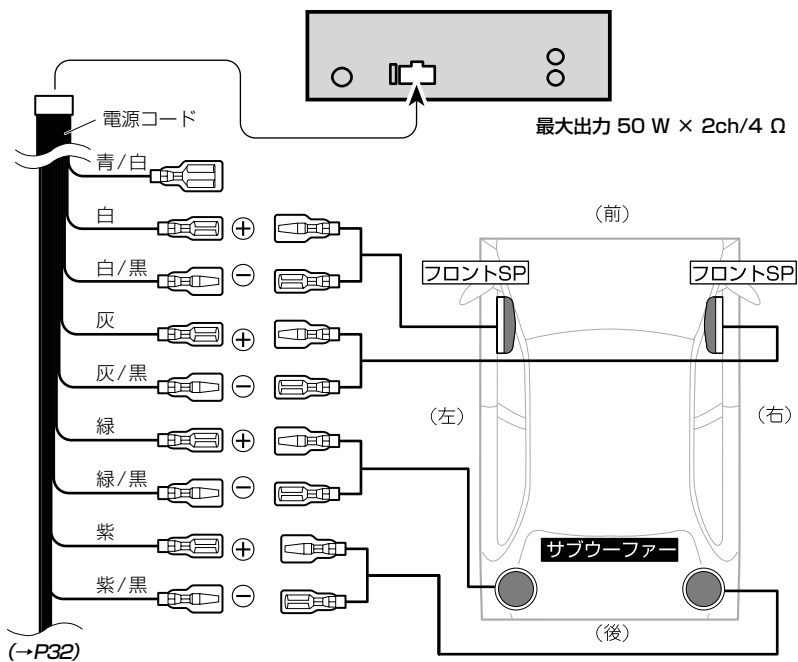 電源コード
最大出力 50 W × 2ch/4 Ω
青/白
白
⊕
(前)
フロントSP
フロントSP
白/黒
⊖
灰
⊕
灰/黒
⊖
(左)
(右)
緑
⊕
緑/黒
⊖
紫
⊕
サブウーファー
紫/黒
⊖
(後)
(→P32)